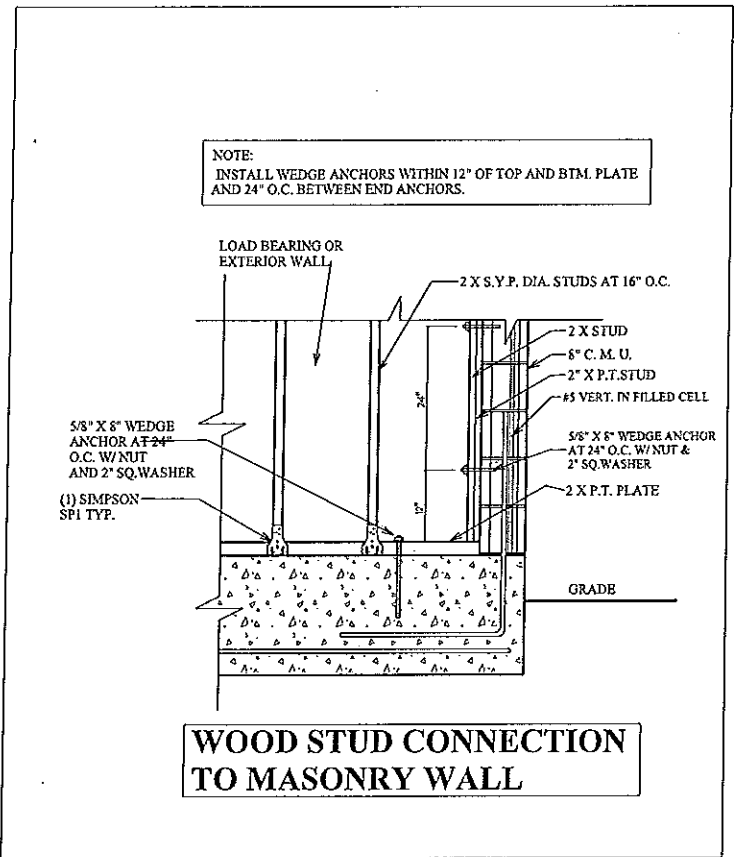 NOTE:
INSTALL WEDGE ANCHORS WITHIN 12" OF TOP AND BTM. PLATE
AND 24" O.C. BETWEEN END ANCHORS.
LOAD BEARING OR
EXTERIOR WALL
2 X S.Y.P. DIA. STUDS AT 16" O.C.
2 X STUD
8" C. M. U.
2" X P.T.STUD
#5 VERT. IN FILLED CELL
24"
5/8" X 8" WEDGE
ANCHOR AT 24"
O.C. W/ NUT
AND 2" SQ.WASHER
5/8" X 8" WEDGE ANCHOR
AT 24" O.C. W/ NUT &
2" SQ.WASHER
2 X P.T. PLATE
(1) SIMPSON
SP1 TYP.
12"
GRADE
WOOD STUD CONNECTION
TO MASONRY WALL